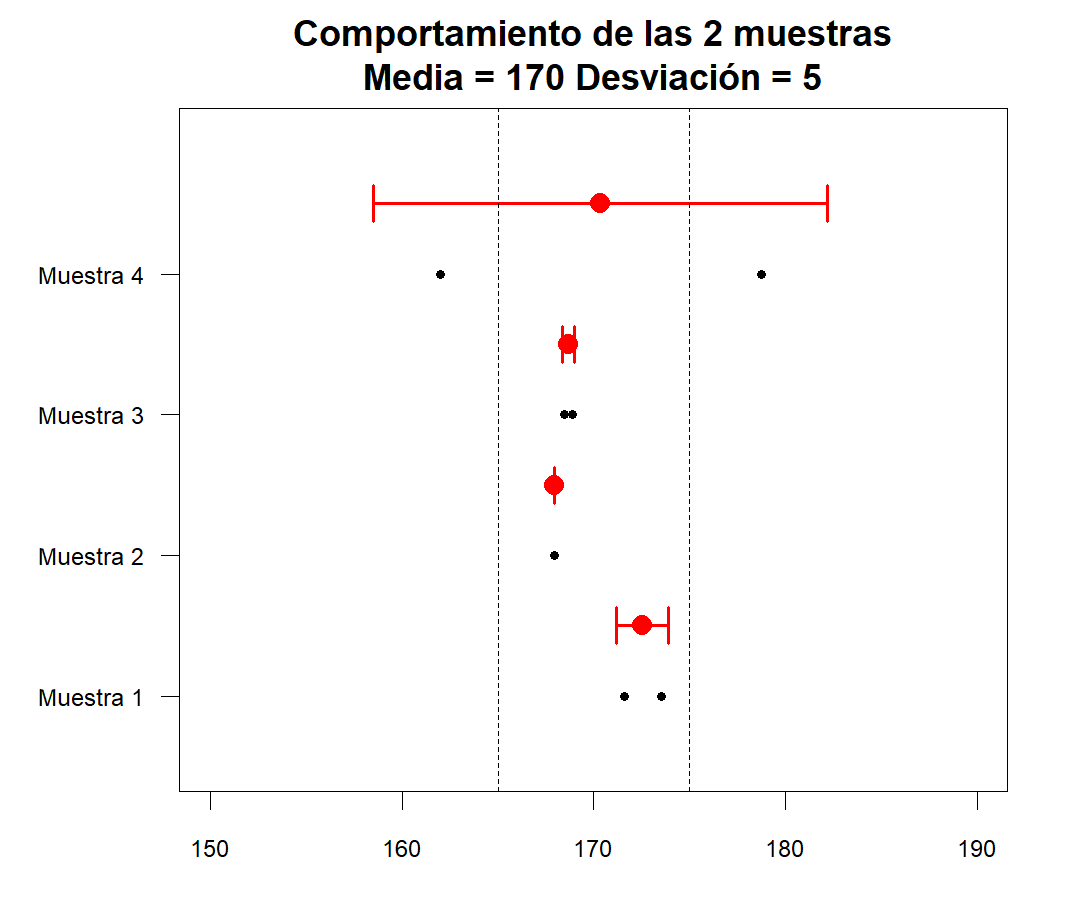 Comportamiento de las 2 muestras
Media = 170 Desviación = 5
Muestra 4
Muestra 3
Muestra 2
Muestra 1
150 160 170 180 190